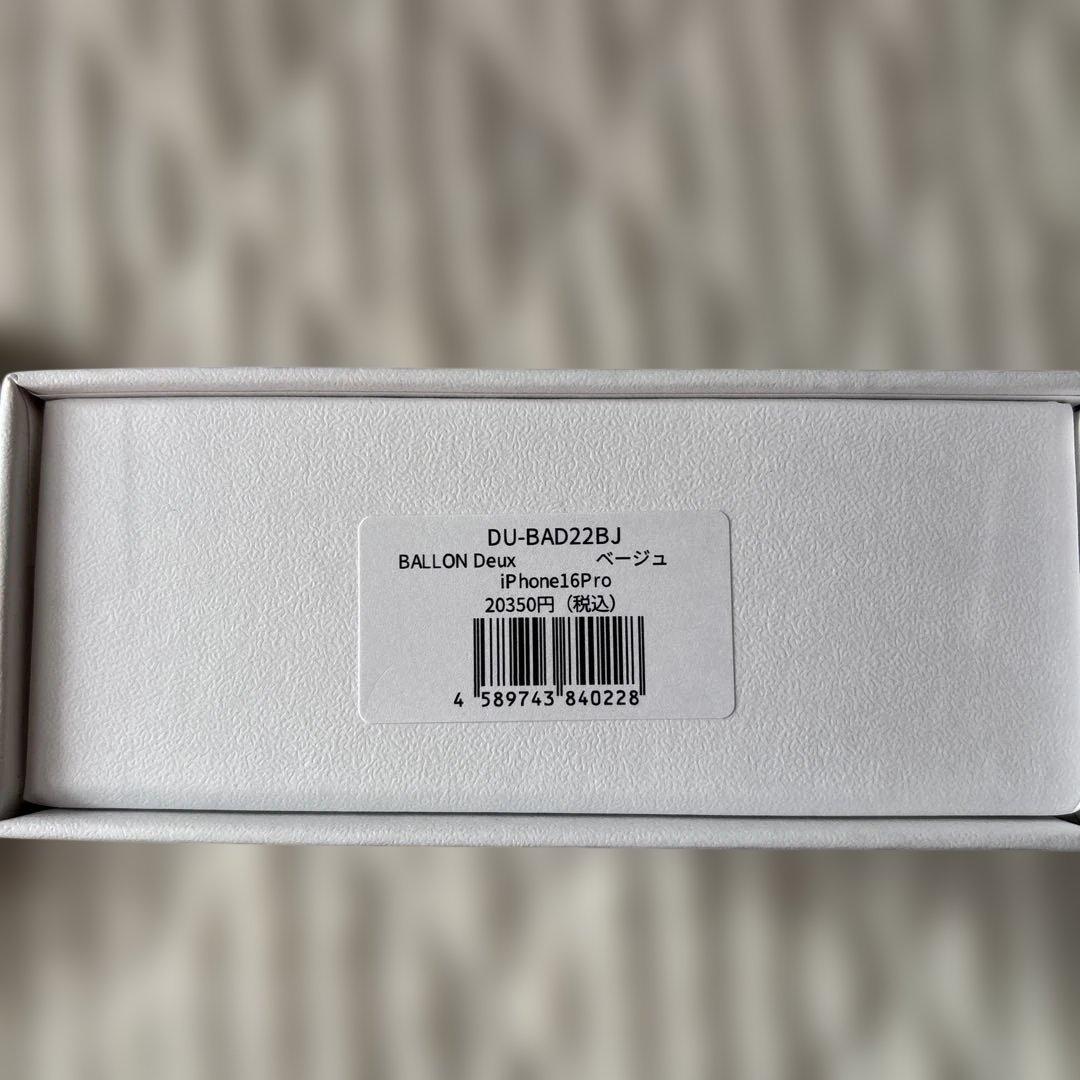 DU-BAD22BJ
BALLON Deux ベージュ
iPhone16Pro
20350円（税込）
4 589743 840228